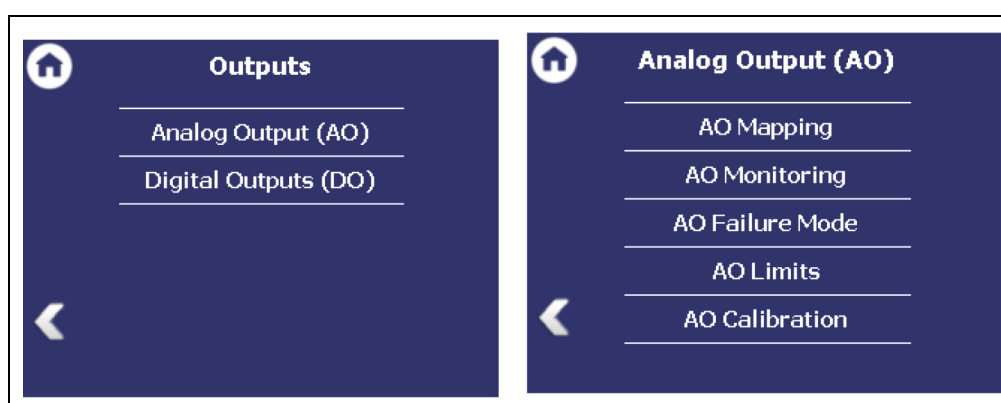 Outputs
Analog Output (AO)
Digital Outputs (DO)
Analog Output (AO)
AO Mapping
AO Monitoring
AO Failure Mode
AO Limits
AO Calibration